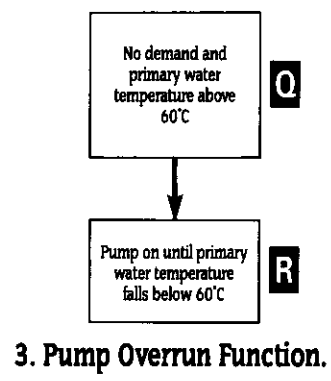 No demand and
primary water
temperature above
60°C
Q
Pump on until primary
water temperature
falls below 60°C
R
3. Pump Overrun Function.